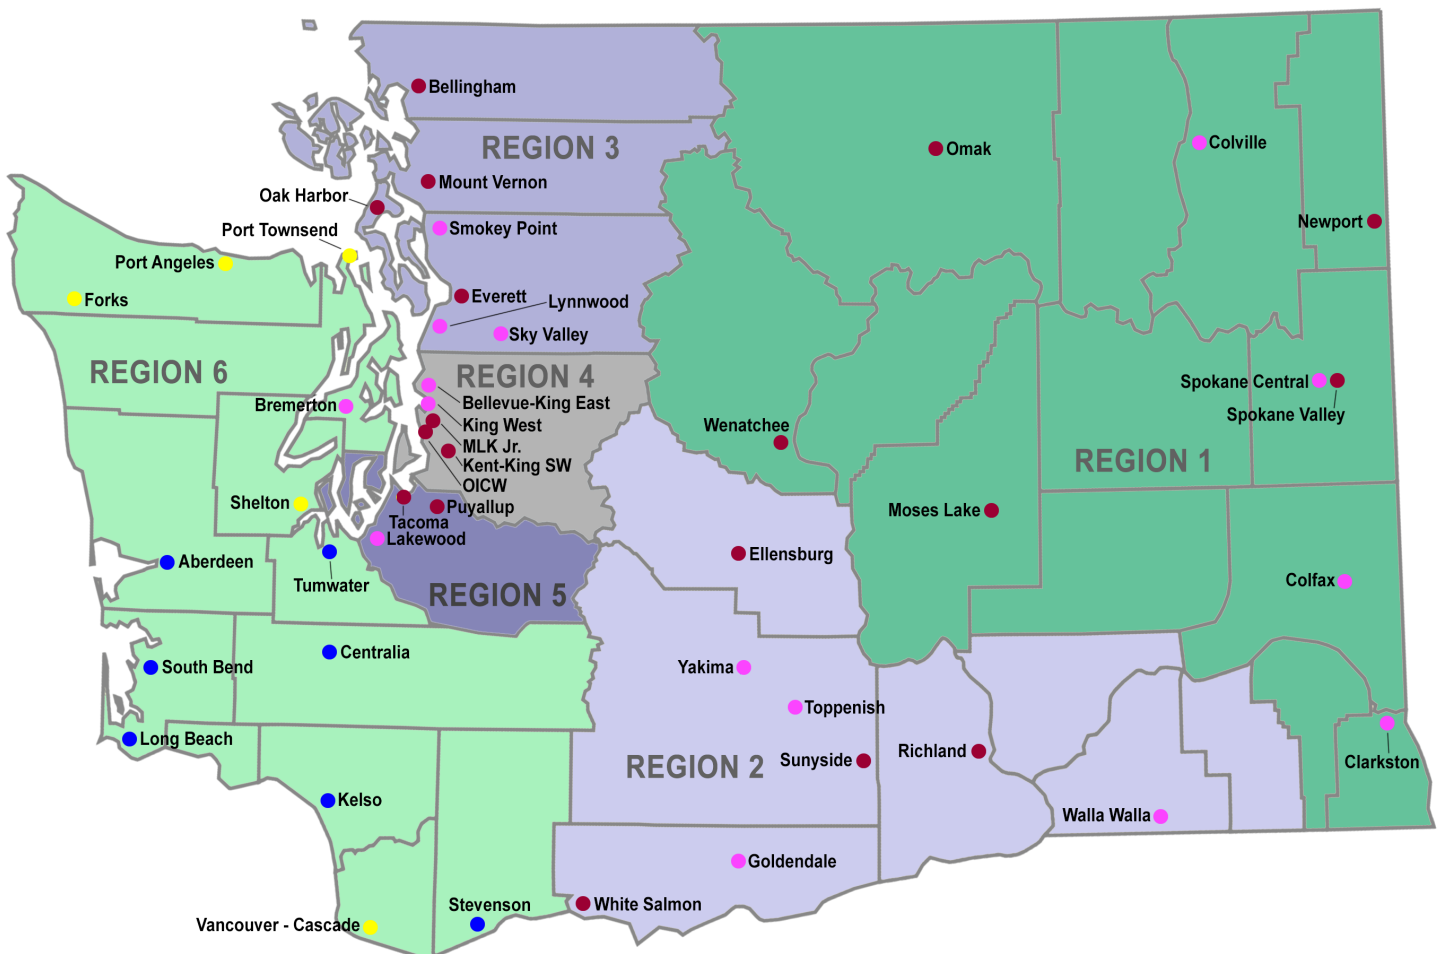 Bellingham
REGION 3
Omak
Colville
Mount Vernon
Oak Harbor
Newport
Port Townsend
Smokey Point
Port Angeles
Forks
Everett
Lynnwood
Sky Valley
REGION 6
REGION 4
Spokane Central
Bellevue-King East
Bremerton
Spokane Valley
King West
Wenatchee
MLK Jr.
REGION 1
Kent-King SW
OICW
Shelton
Puyallup
Moses Lake
Tacoma
Lakewood
Ellensburg
Aberdeen
Colfax
Tumwater
REGION 5
Centralia
South Bend
Yakima
Toppenish
Long Beach
Richland
Sunyside
Clarkston
REGION 2
Kelso
Walla Walla
Goldendale
Stevenson
White Salmon
Vancouver - Cascade